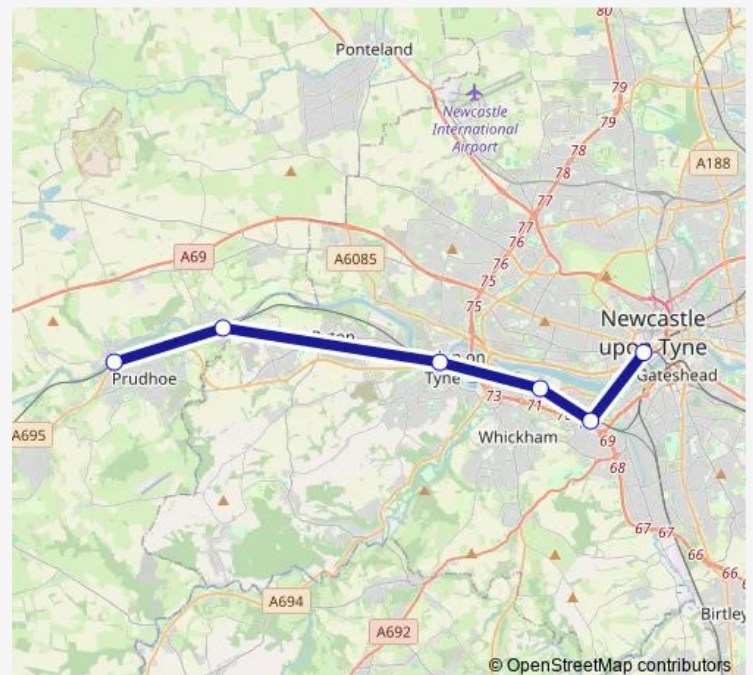 80
Ponteland
79
Newcastle
International
Airport
79
78
A188
78
77
77
A69
A6085
76
76
75
75
Newcastle
upon Tyne
Tyne
Prudhoe
Gateshead
73
71
A695
Whickham
69
68
67
67
66
66
A694
A692
Birtley
© OpenStreetMap contributors